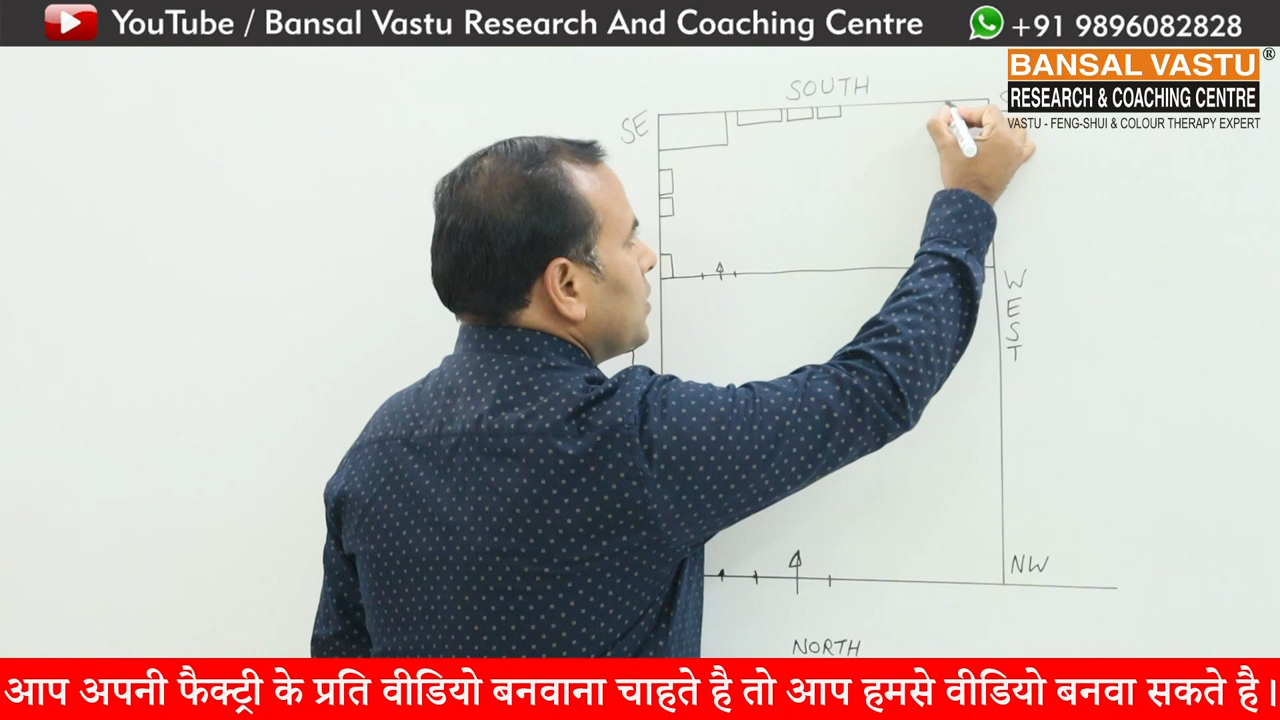 YouTube / Bansal Vastu Research And Coaching Centre
+91 9896082828
BANSAL VASTU®
RESEARCH & COACHING CENTRE
VASTU - FENG-SHUI & COLOUR THERAPY EXPERT
SOUTH
SE
WEST
NW
NORTH
आप अपनी फैक्ट्री के प्रति वीडियो बनवाना चाहते है तो आप हमसे वीडियो बनवा सकते है।